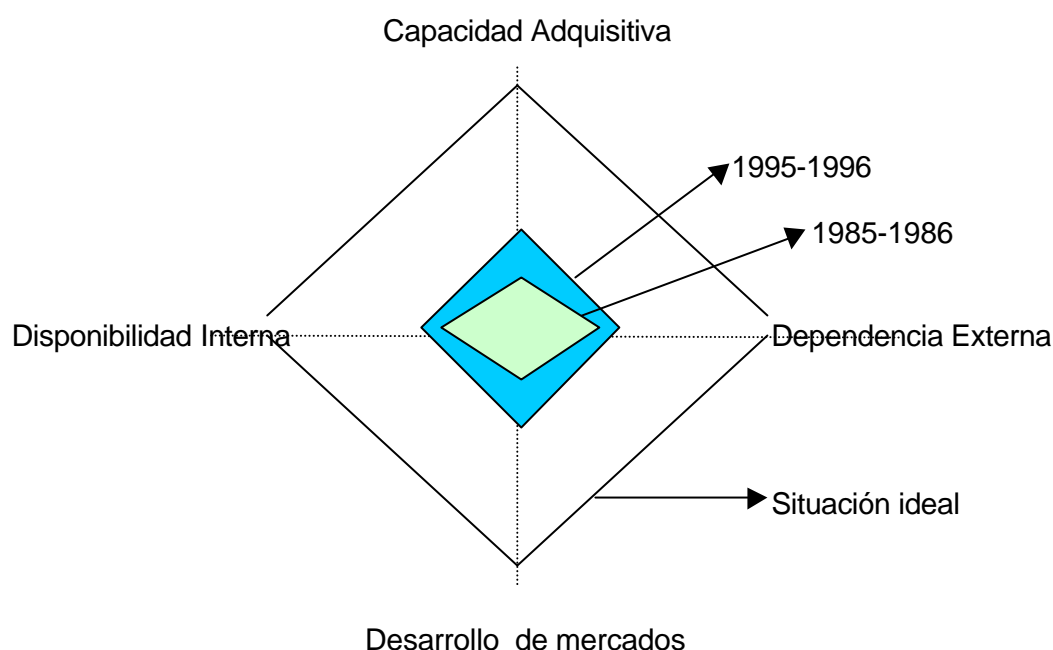 Capacidad Adquisitiva
1995-1996
1985-1986
Disponibilidad Interna
Dependencia Externa
Situación ideal
Desarrollo de mercados